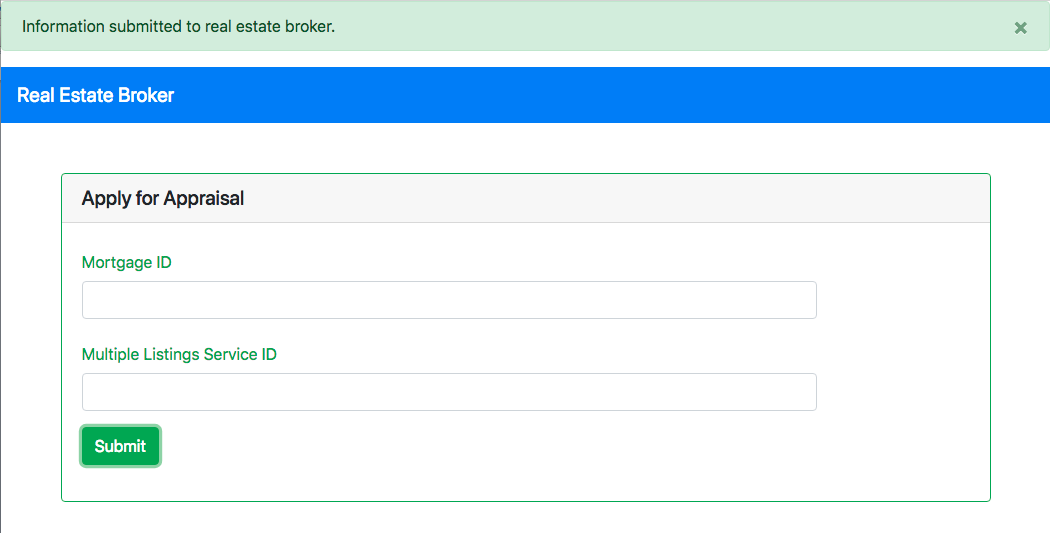 Information submitted to real estate broker. ×
Real Estate Broker
Apply for Appraisal
Mortgage ID
Multiple Listings Service ID
Submit